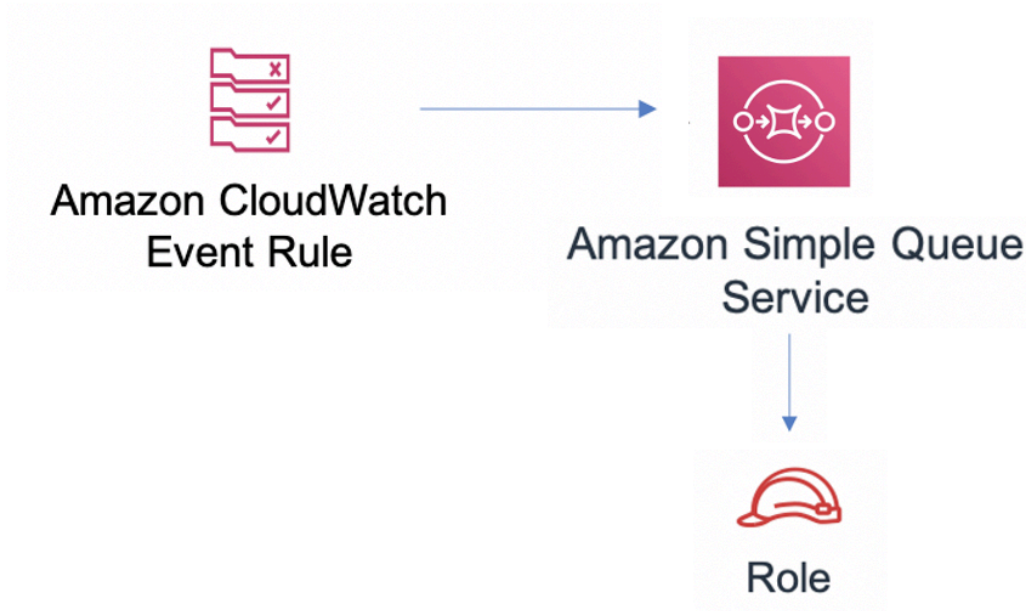 Amazon CloudWatch
Event Rule
Amazon Simple Queue
Service
Role